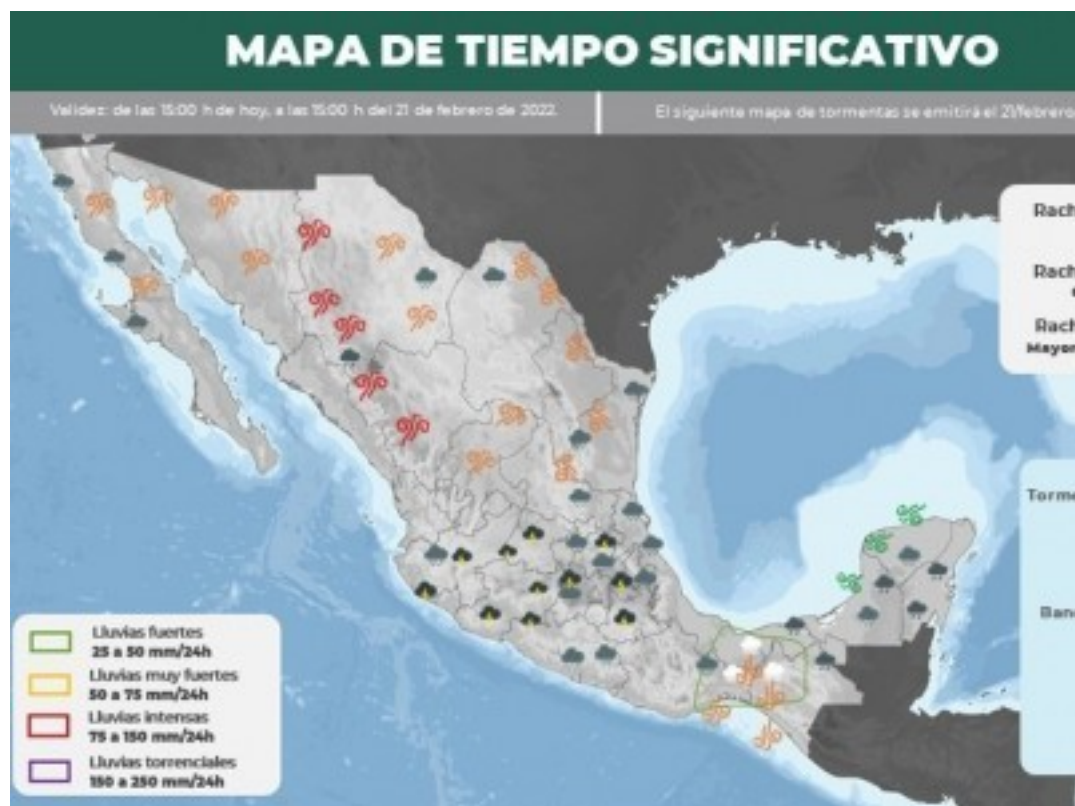 MAPA DE TIEMPO SIGNIFICATIVO
Validez: de las 15:00 h de hoy, a las 15:00 h del 21 de febrero de 2022.
El siguiente mapa de tormentas se emitirá el 21/febrero
Rach
Rach
Rach
Mayor
Torme
Banc
Lluvias fuertes
25 a 50 mm/24h
Lluvias muy fuertes
50 a 75 mm/24h
Lluvias intensas
75 a 150 mm/24h
Lluvias torrenciales
150 a 250 mm/24h